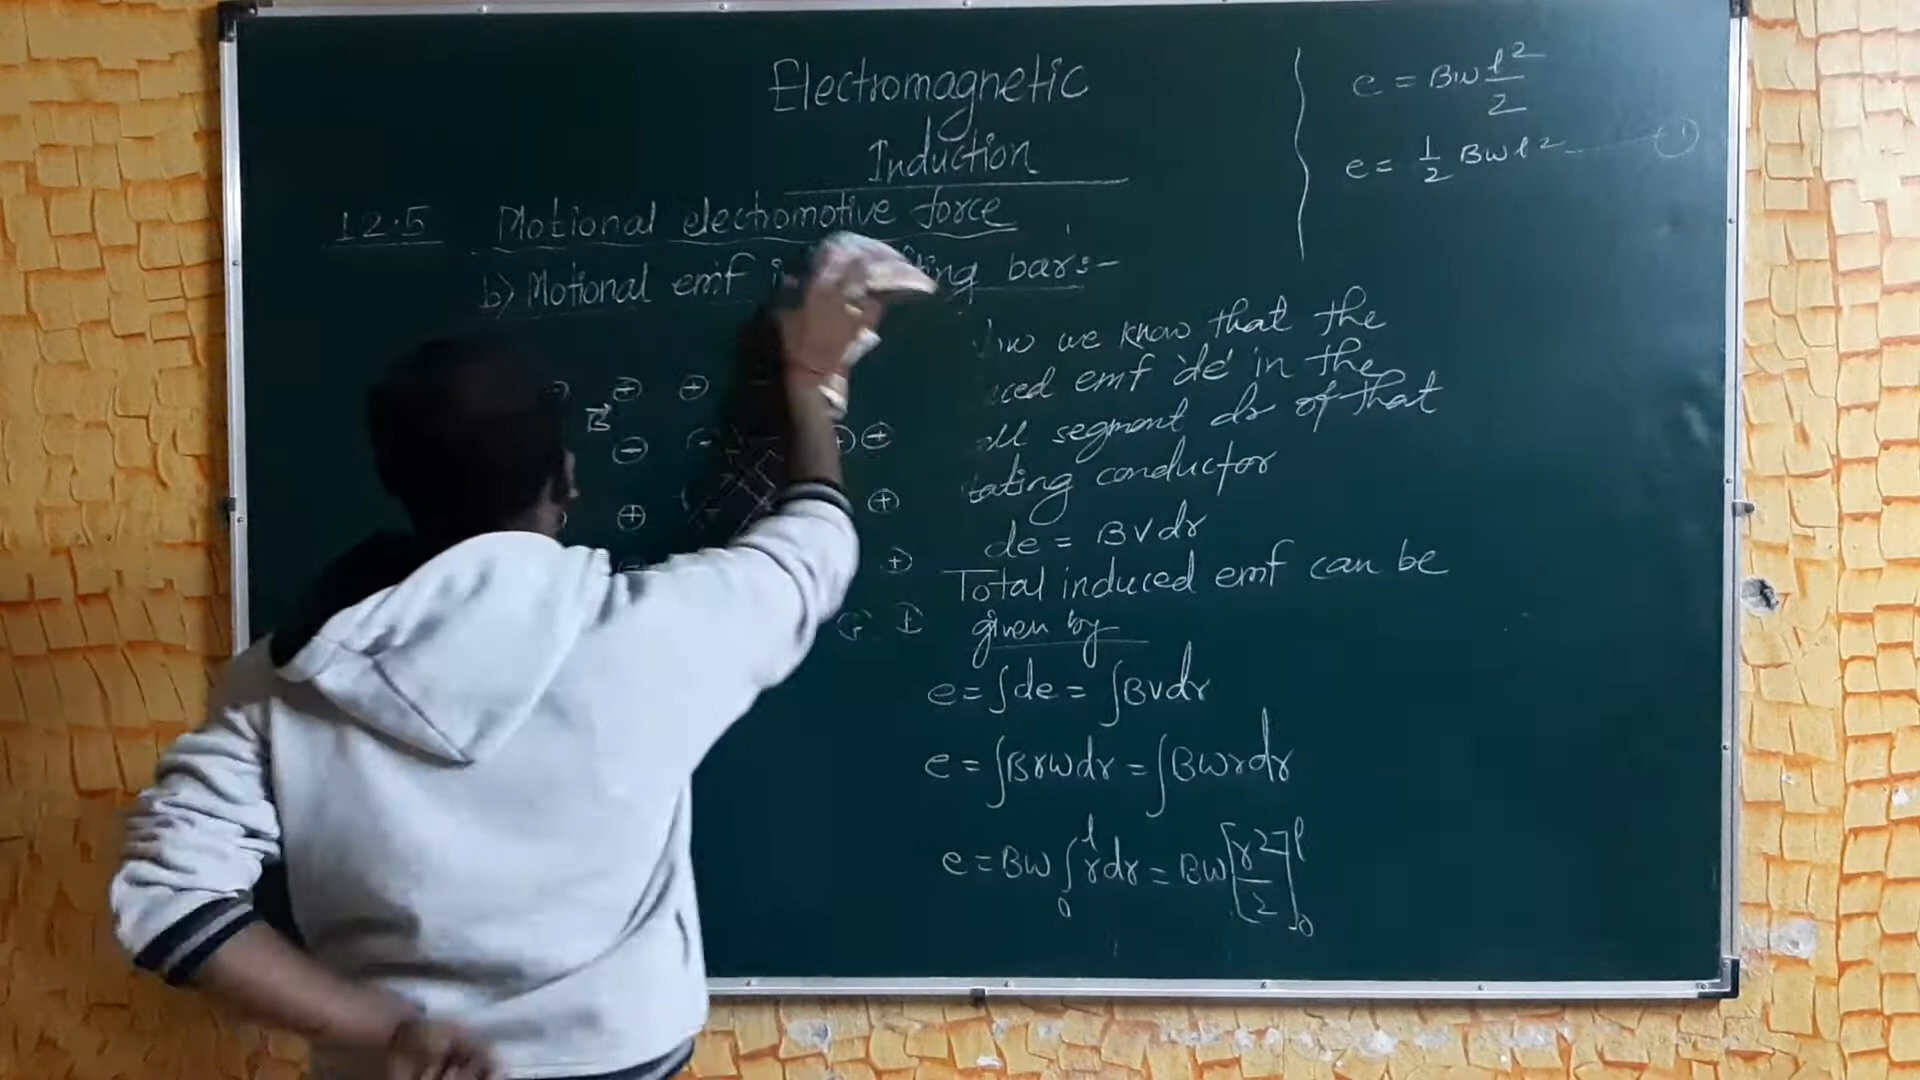 Electromagnetic
Induction
12.5 Motional electromotive force
b) Motional emf bar:-
we know that the
emf 'de' in the
segment dr of that
conductor
de = Bvdr
Total induced emf can be
given by
e = ∫de = ∫Bvdr
e = ∫Brωdr = ∫Bωrdr
e = Bω ∫₀ˡ rdr = Bω [r²/2]₀ˡ
B⃗
G I
e = Bω l²/2
e = 1/2 Bωl² —— ①